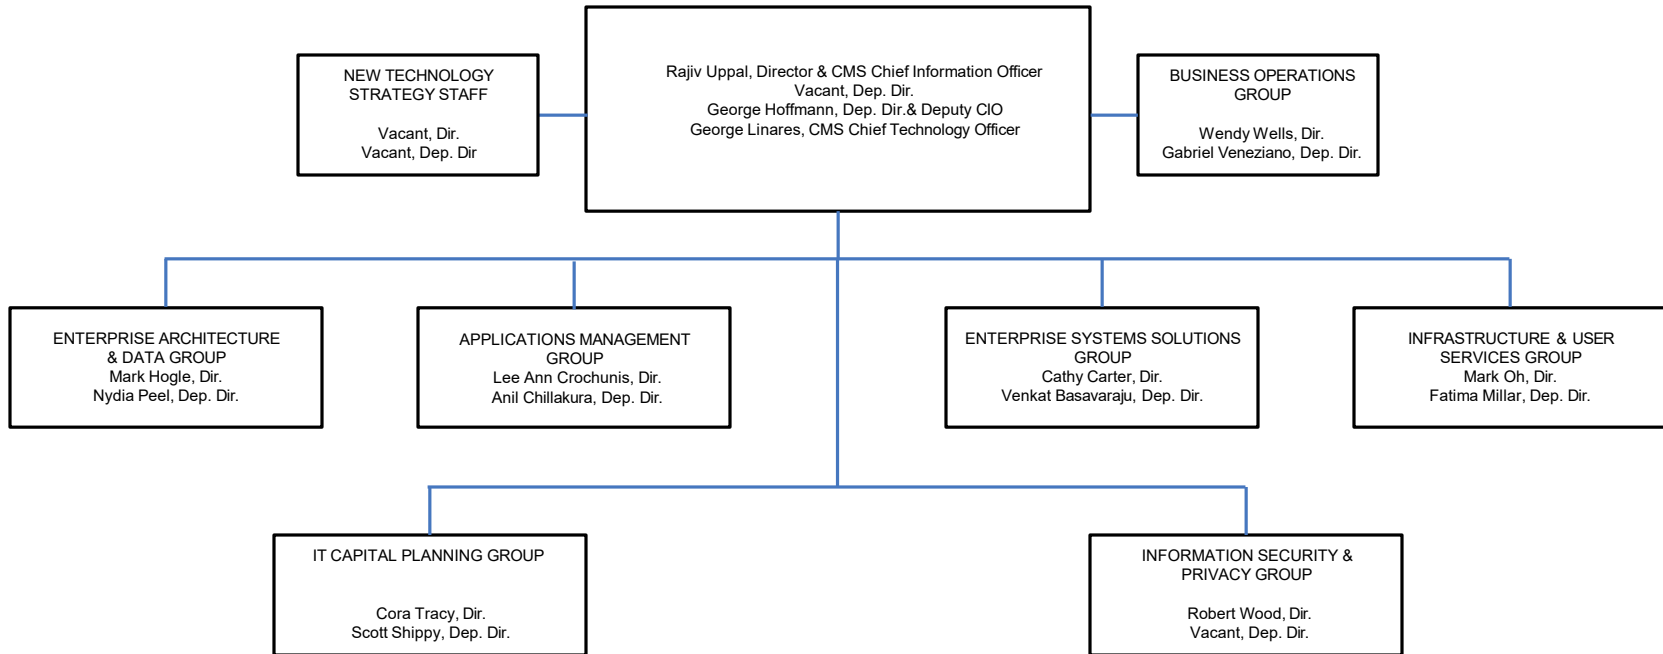 NEW TECHNOLOGY
STRATEGY STAFF
Vacant, Dir.
Vacant, Dep. Dir
Rajiv Uppal, Director & CMS Chief Information Officer
Vacant, Dep. Dir.
George Hoffmann, Dep. Dir.& Deputy CIO
George Linares, CMS Chief Technology Officer
BUSINESS OPERATIONS
GROUP
Wendy Wells, Dir.
Gabriel Veneziano, Dep. Dir.
ENTERPRISE ARCHITECTURE
& DATA GROUP
Mark Hogle, Dir.
Nydia Peel, Dep. Dir.
APPLICATIONS MANAGEMENT
GROUP
Lee Ann Crochunis, Dir.
Anil Chillakura, Dep. Dir.
ENTERPRISE SYSTEMS SOLUTIONS
GROUP
Cathy Carter, Dir.
Venkat Basavaraju, Dep. Dir.
INFRASTRUCTURE & USER
SERVICES GROUP
Mark Oh, Dir.
Fatima Millar, Dep. Dir.
IT CAPITAL PLANNING GROUP
Cora Tracy, Dir.
Scott Shippy, Dep. Dir.
INFORMATION SECURITY &
PRIVACY GROUP
Robert Wood, Dir.
Vacant, Dep. Dir.